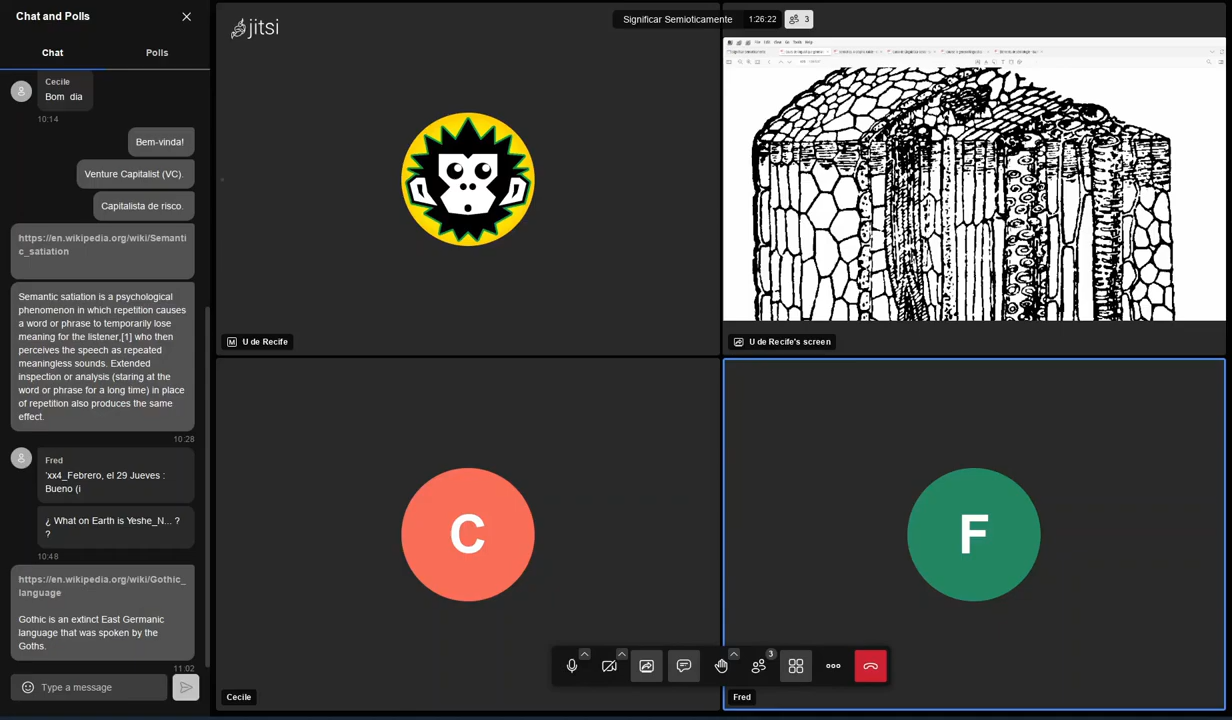 Chat and Polls
Chat
Polls
Cecile
Bom dia
10:14
Bem-vinda!
Venture Capitalist (VC).
Capitalista de risco.
https://en.wikipedia.org/wiki/Semanti
c_satiation
Semantic satiation is a psychological
phenomenon in which repetition causes
a word or phrase to temporarily lose
meaning for the listener,[1] who then
perceives the speech as repeated
meaningless sounds. Extended
inspection or analysis (staring at the
word or phrase for a long time) in place
of repetition also produces the same
effect.
10:28
Fred
'xx4_Febrero, el 29 Jueves :
Bueno (i
¿ What on Earth is Yeshe_N... ?
?
10:48
https://en.wikipedia.org/wiki/Gothic_
language
Gothic is an extinct East Germanic
language that was spoken by the
Goths.
11:02
Type a message
jitsi
Significar Semioticamente
1:26:22
3
M
U de Recife
U de Recife's screen
C
Cecile
F
Fred
3